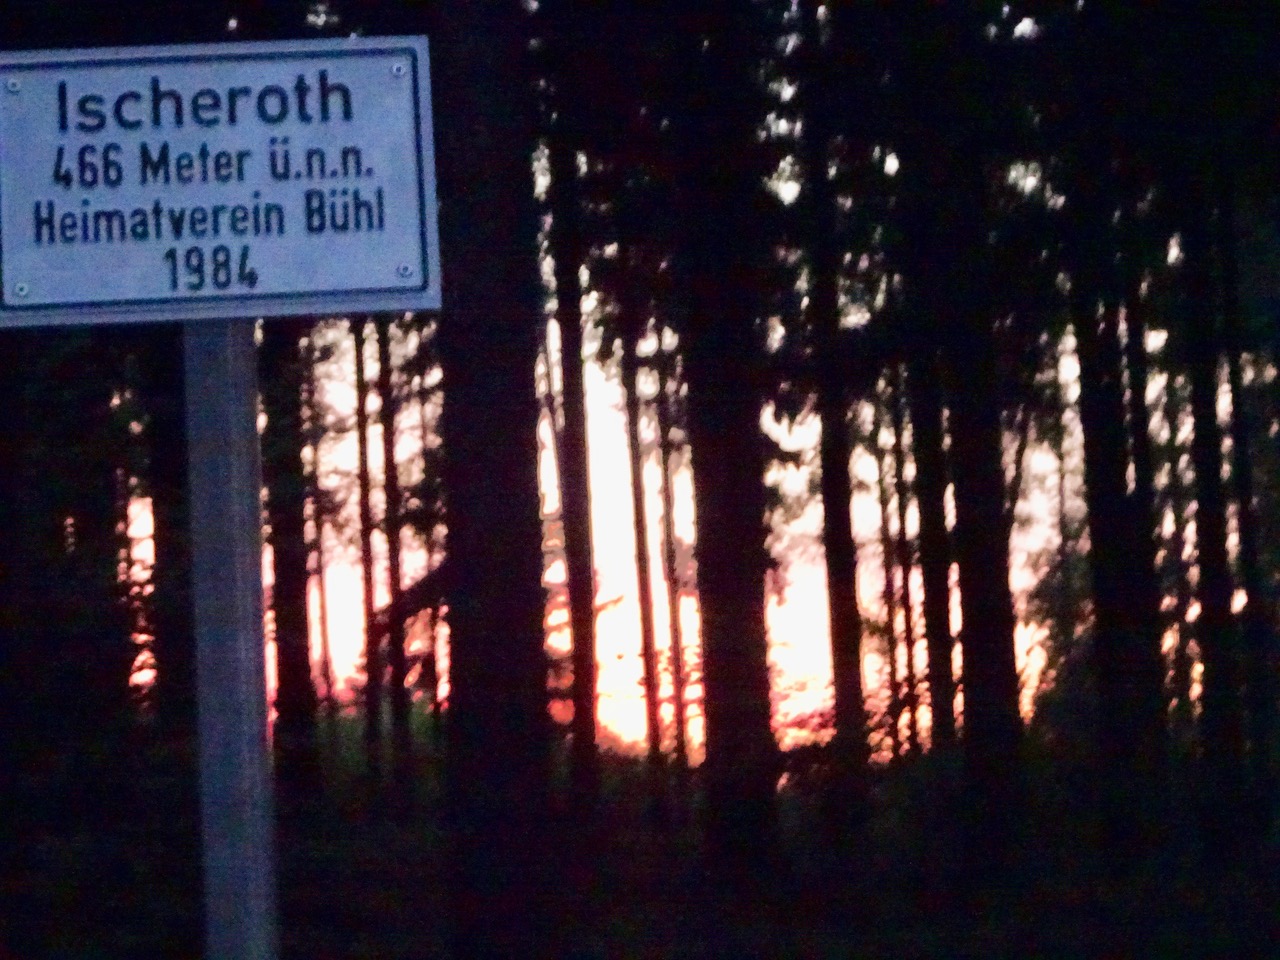 Ischeroth
466 Meter ü.n.n.
Heimatverein Bühl
1984